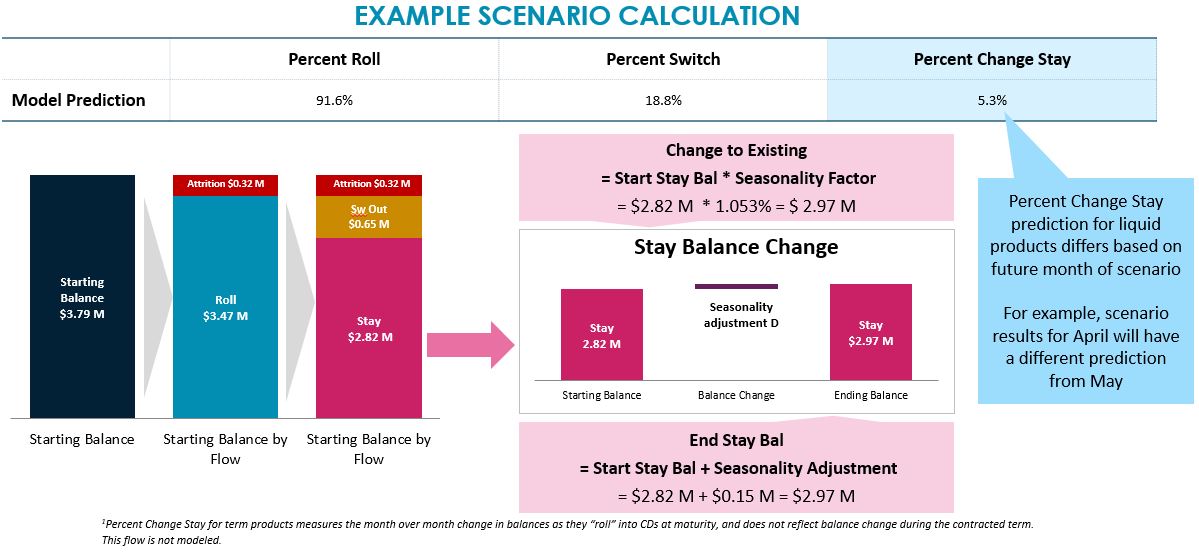 EXAMPLE SCENARIO CALCULATION
Percent Roll Percent Switch Percent Change Stay
Model Prediction 91.6% 18.8% 5.3%
Starting
Balance
$3.79 M
Starting Balance
Attrition $0.32 M
Roll
$3.47 M
Starting Balance by
Flow
Attrition $0.32 M
Sw Out
$0.65 M
Stay
$2.82 M
Starting Balance by
Flow
Change to Existing
= Start Stay Bal * Seasonality Factor
= $2.82 M * 1.053% = $ 2.97 M
Stay Balance Change
Stay
2.82 M
Seasonality
adjustment D
Stay
$2.97 M
Starting Balance Balance Change Ending Balance
End Stay Bal
= Start Stay Bal + Seasonality Adjustment
= $2.82 M + $0.15 M = $2.97 M
Percent Change Stay
prediction for liquid
products differs based on
future month of scenario
For example, scenario
results for April will have
a different prediction
from May
1Percent Change Stay for term products measures the month over month change in balances as they “roll” into CDs at maturity, and does not reflect balance change during the contracted term.
This flow is not modeled.